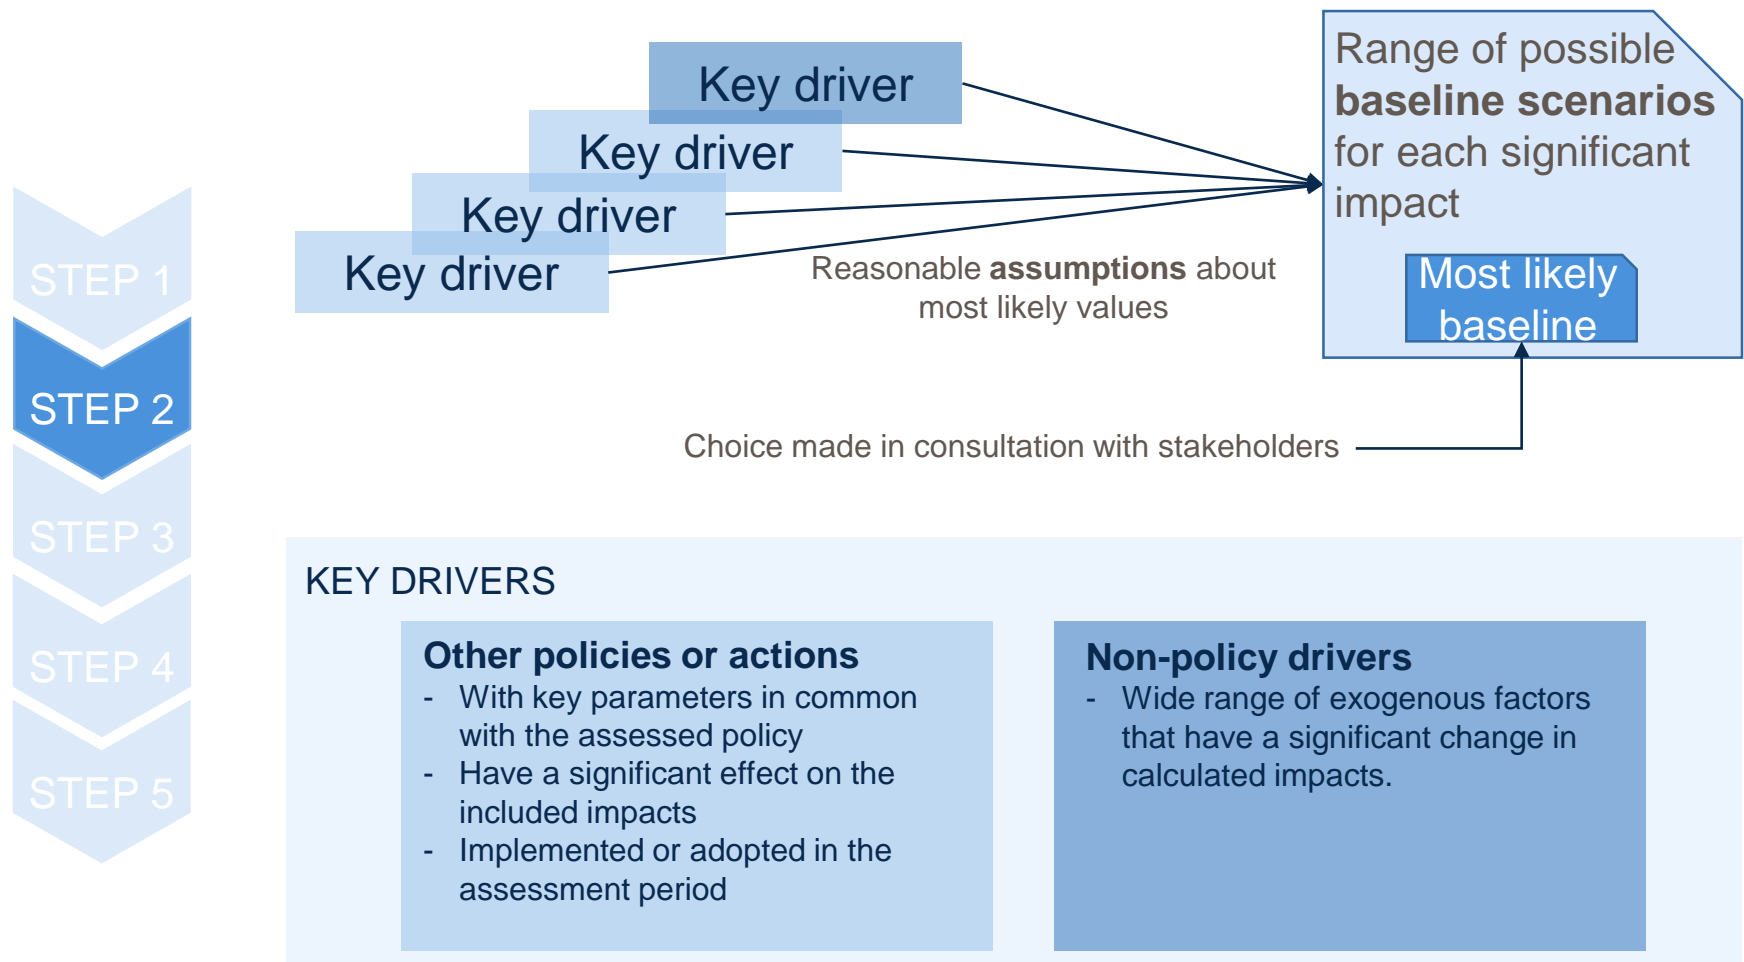 STEP 1
STEP 2
STEP 3
STEP 4
STEP 5
Key driver
Key driver
Key driver
Key driver
Reasonable assumptions about
most likely values
Range of possible
baseline scenarios
for each significant
impact
Most likely
baseline
Choice made in consultation with stakeholders
KEY DRIVERS
Other policies or actions
- With key parameters in common
with the assessed policy
- Have a significant effect on the
included impacts
- Implemented or adopted in the
assessment period
Non-policy drivers
- Wide range of exogenous factors
that have a significant change in
calculated impacts.